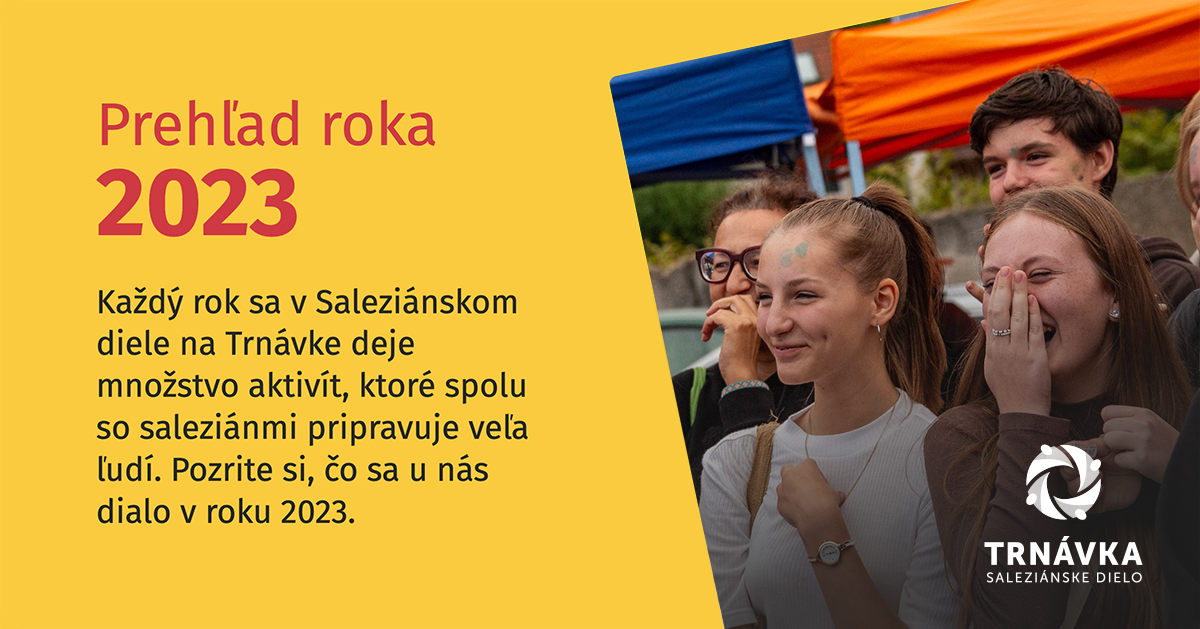 Prehľad roka
2023
Každý rok sa v Saleziánskom
diele na Trnávke deje
množstvo aktivít, ktoré spolu
so saleziánmi pripravuje veľa
ľudí. Pozrite si, čo sa u nás
dialo v roku 2023.
TRNÁVKA
SALEZIÁNSKE DIELO